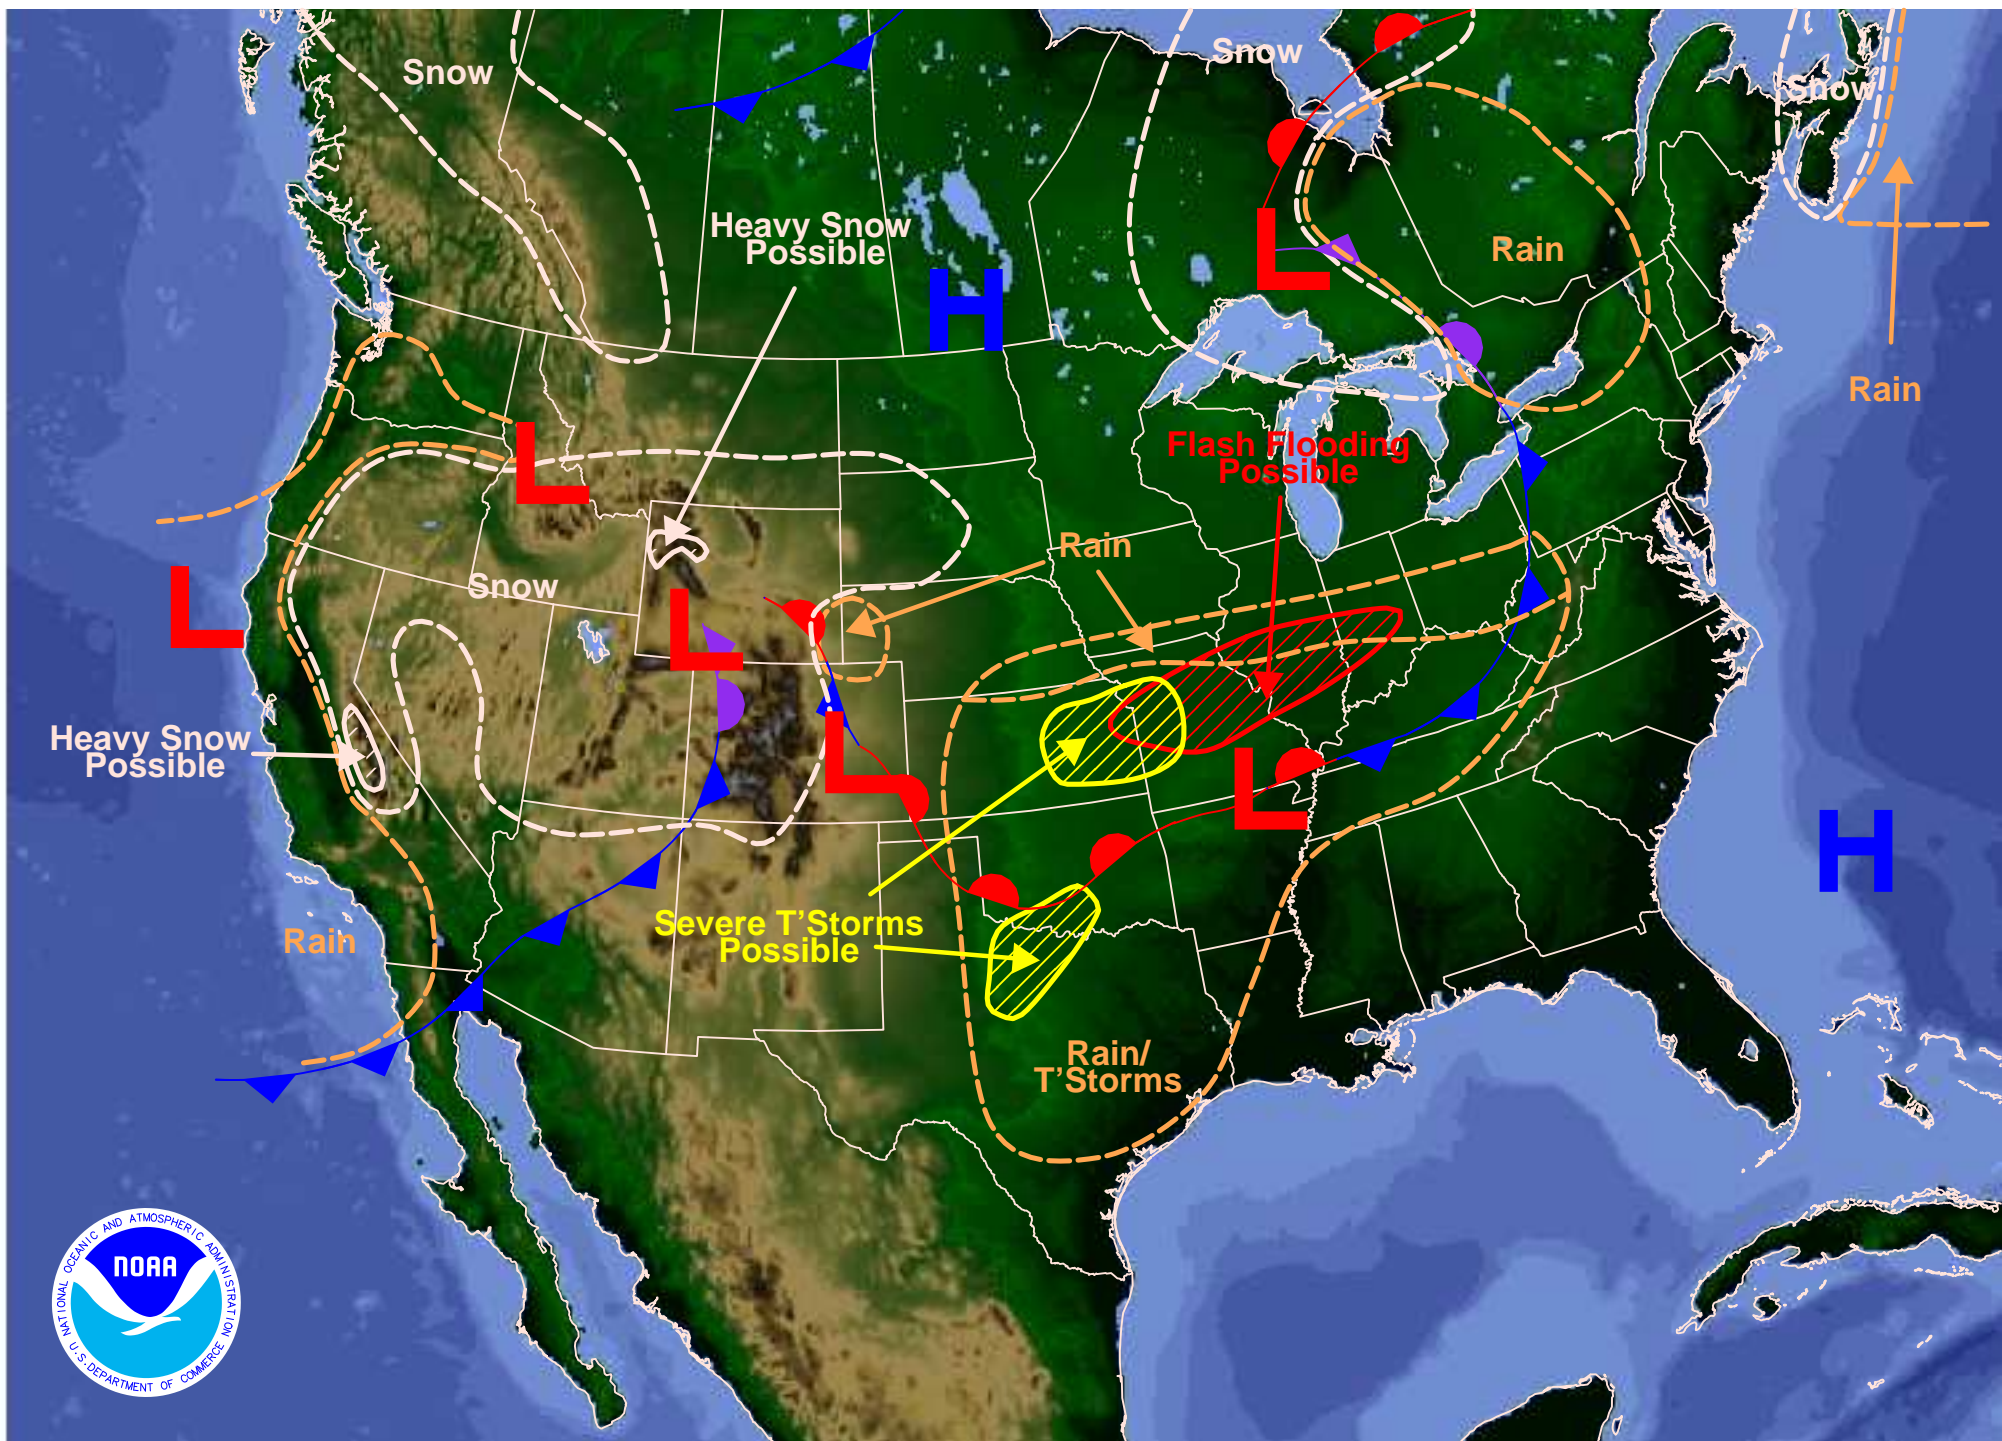 Snow
Snow
Snow
Heavy Snow
Possible
H
L
Rain
Rain
L
Flash Flooding
Possible
Rain
Snow
L
L
Heavy Snow
Possible
L
L
H
Severe T'Storms
Possible
Rain
Rain/
T'Storms
NATIONAL OCEANIC AND ATMOSPHERIC ADMINISTRATION
NOAA
U.S. DEPARTMENT OF COMMERCE